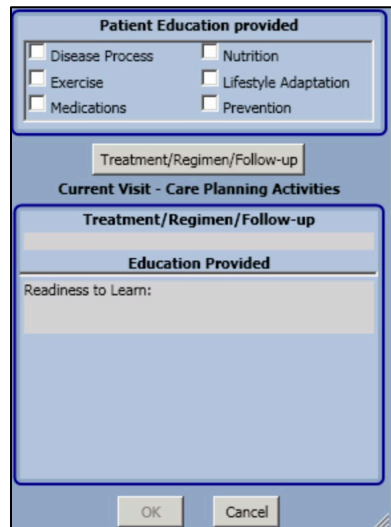 Patient Education provided
Disease Process Nutrition
Exercise Lifestyle Adaptation
Medications Prevention
Treatment/Regimen/Follow-up
Current Visit - Care Planning Activities
Treatment/Regimen/Follow-up
Education Provided
Readiness to Learn:
OK Cancel